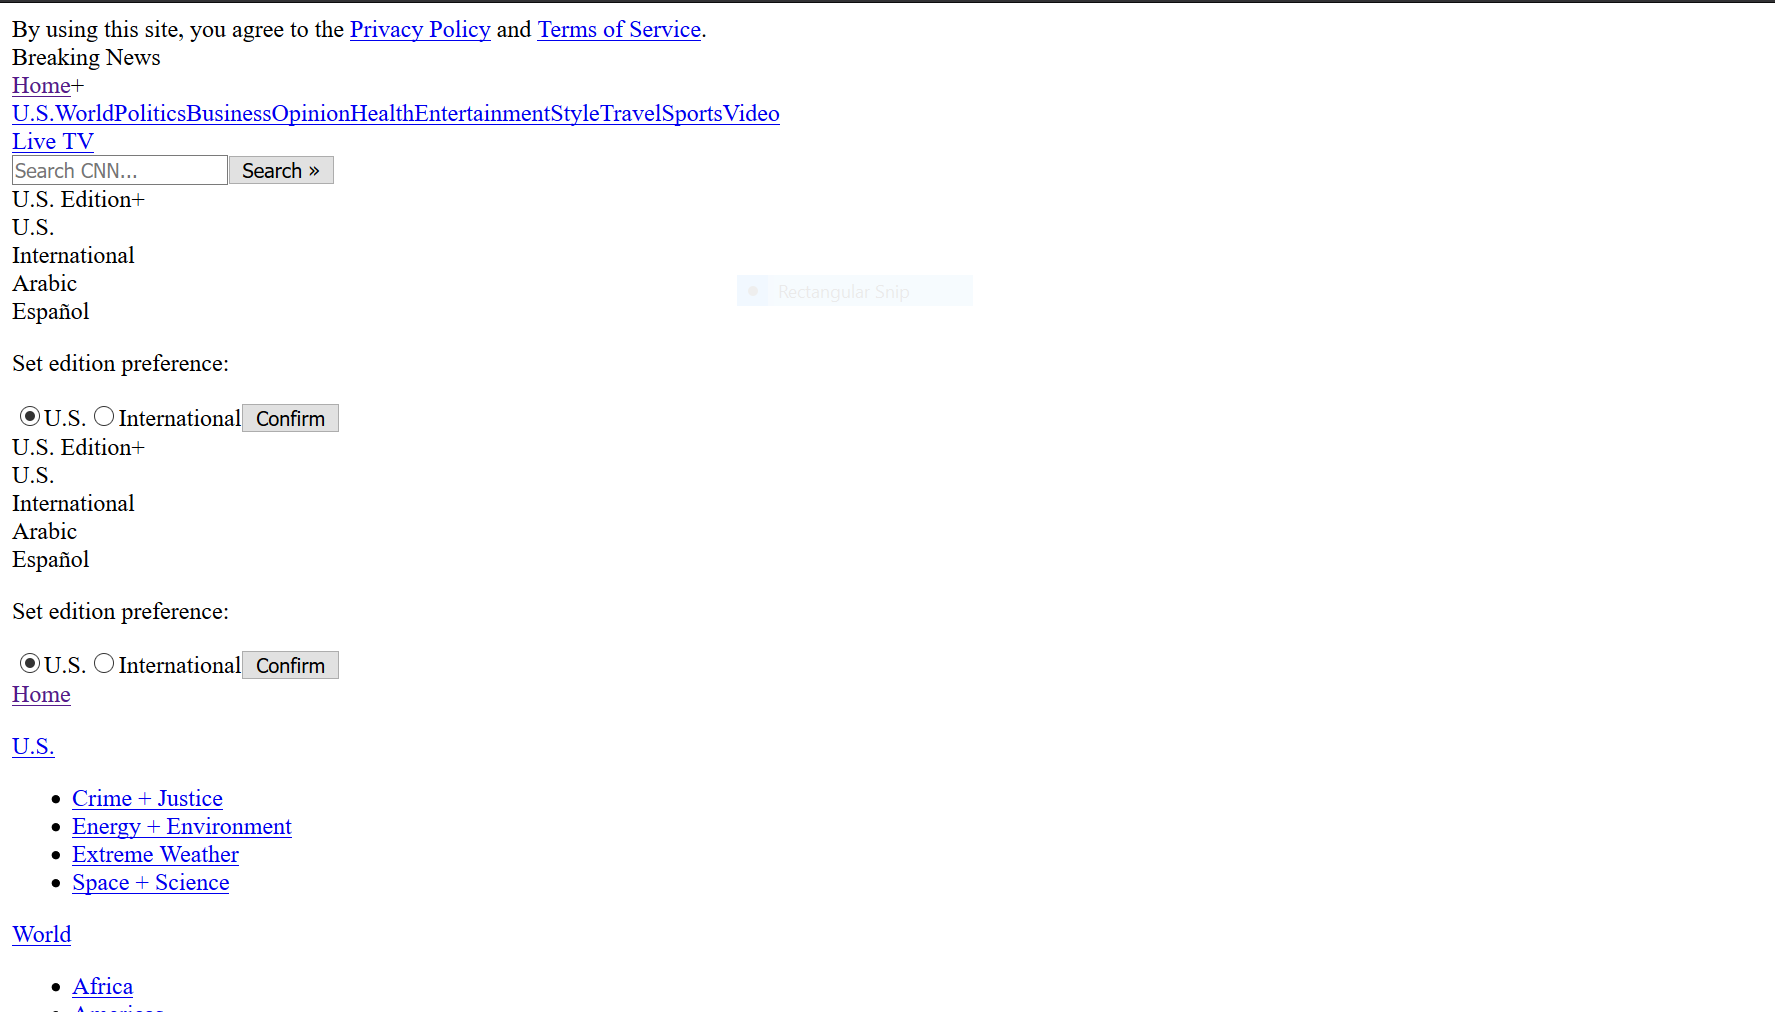 By using this site, you agree to the Privacy Policy and Terms of Service.
Breaking News
Home+
U.S.WorldPoliticsBusinessOpinionHealthEntertainmentStyleTravelSportsVideo
Live TV
Search CNN...
Search »
U.S. Edition+
U.S.
International
Arabic
Rectangular Snip
Español
Set edition preference:
U.S. International Confirm
U.S. Edition+
U.S.
International
Arabic
Español
Set edition preference:
U.S. International Confirm
Home
U.S.
Crime + Justice
Energy + Environment
Extreme Weather
Space + Science
World
Africa